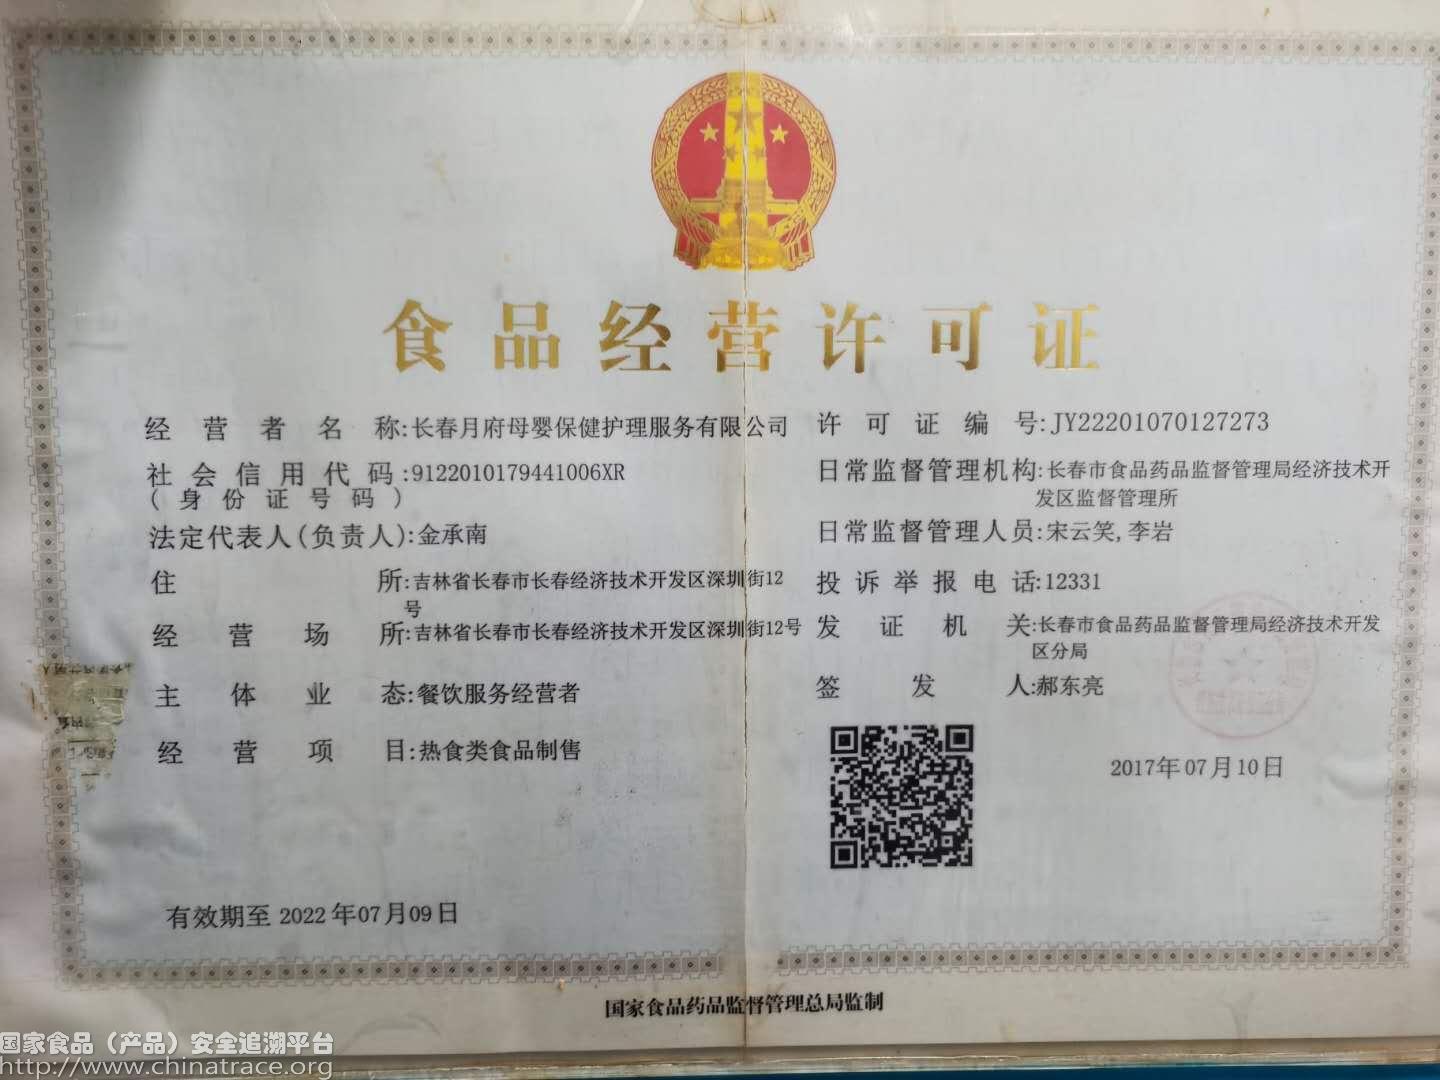 食品经营许可证
经营者名称:长春月府母婴保健护理服务有限公司
社会信用代码:9122010179441006XR
(身份证号码)
法定代表人(负责人):金承南
住所:吉林省长春市长春经济技术开发区深圳街12
号
经营场所:吉林省长春市长春经济技术开发区深圳街12号
主体业态:餐饮服务经营者
经营项目:热食类食品制售
有效期至 2022年07月09日
许可证编号:JY22201070127273
日常监督管理机构:长春市食品药品监督管理局经济技术开
发区监督管理所
日常监督管理人员:宋云笑,李岩
投诉举报电话:12331
发证机关:长春市食品药品监督管理局经济技术开发
区分局
签发人:郝东亮
2017年07月10日
国家食品药品监督管理总局监制
国家食品（产品）安全追溯平台
http://www.chinatrace.org